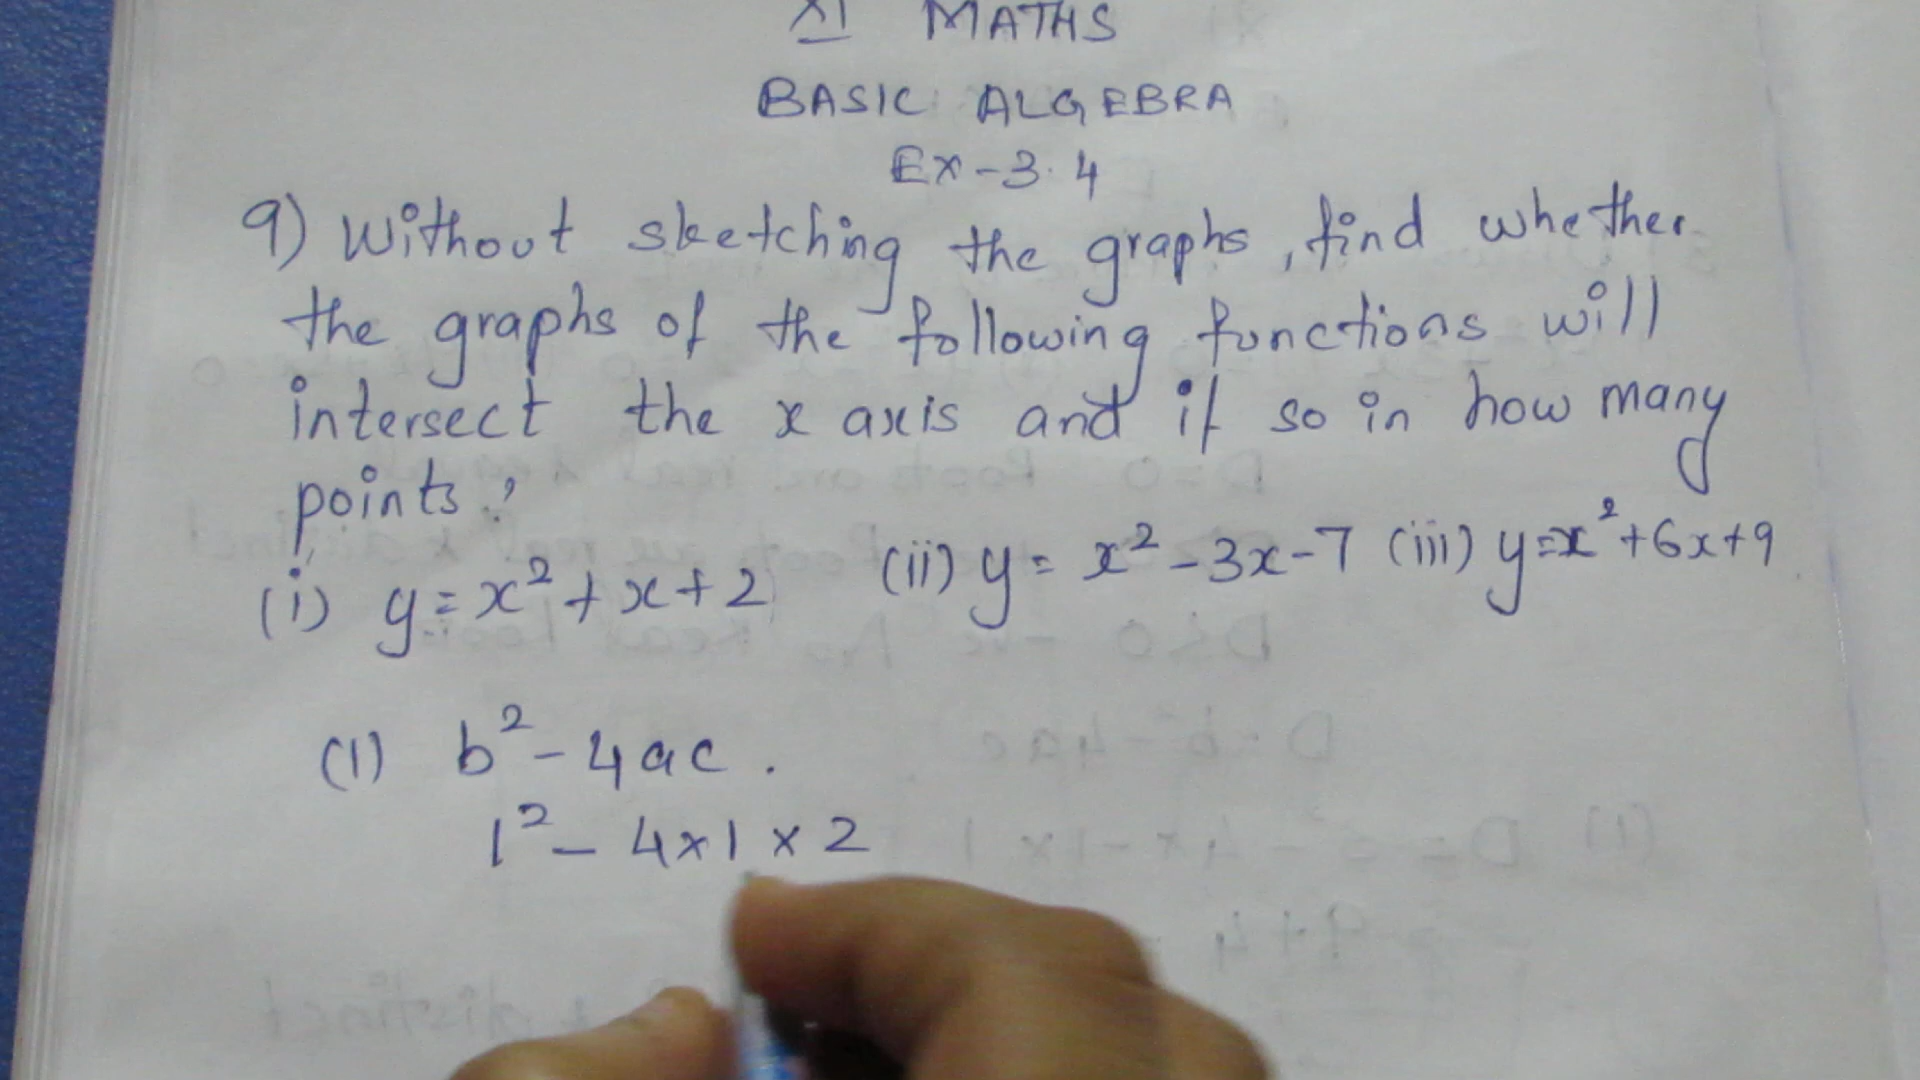 XI MATHS
BASIC ALGEBRA
Ex-3.4
9) Without sketching the graphs, find whether
the graphs of the following functions will
intersect the x axis and if so in how many
points?
(i) y = x² + x + 2 (ii) y = x² - 3x - 7 (iii) y = x² + 6x + 9
(1) b² - 4ac.
1² - 4 × 1 × 2